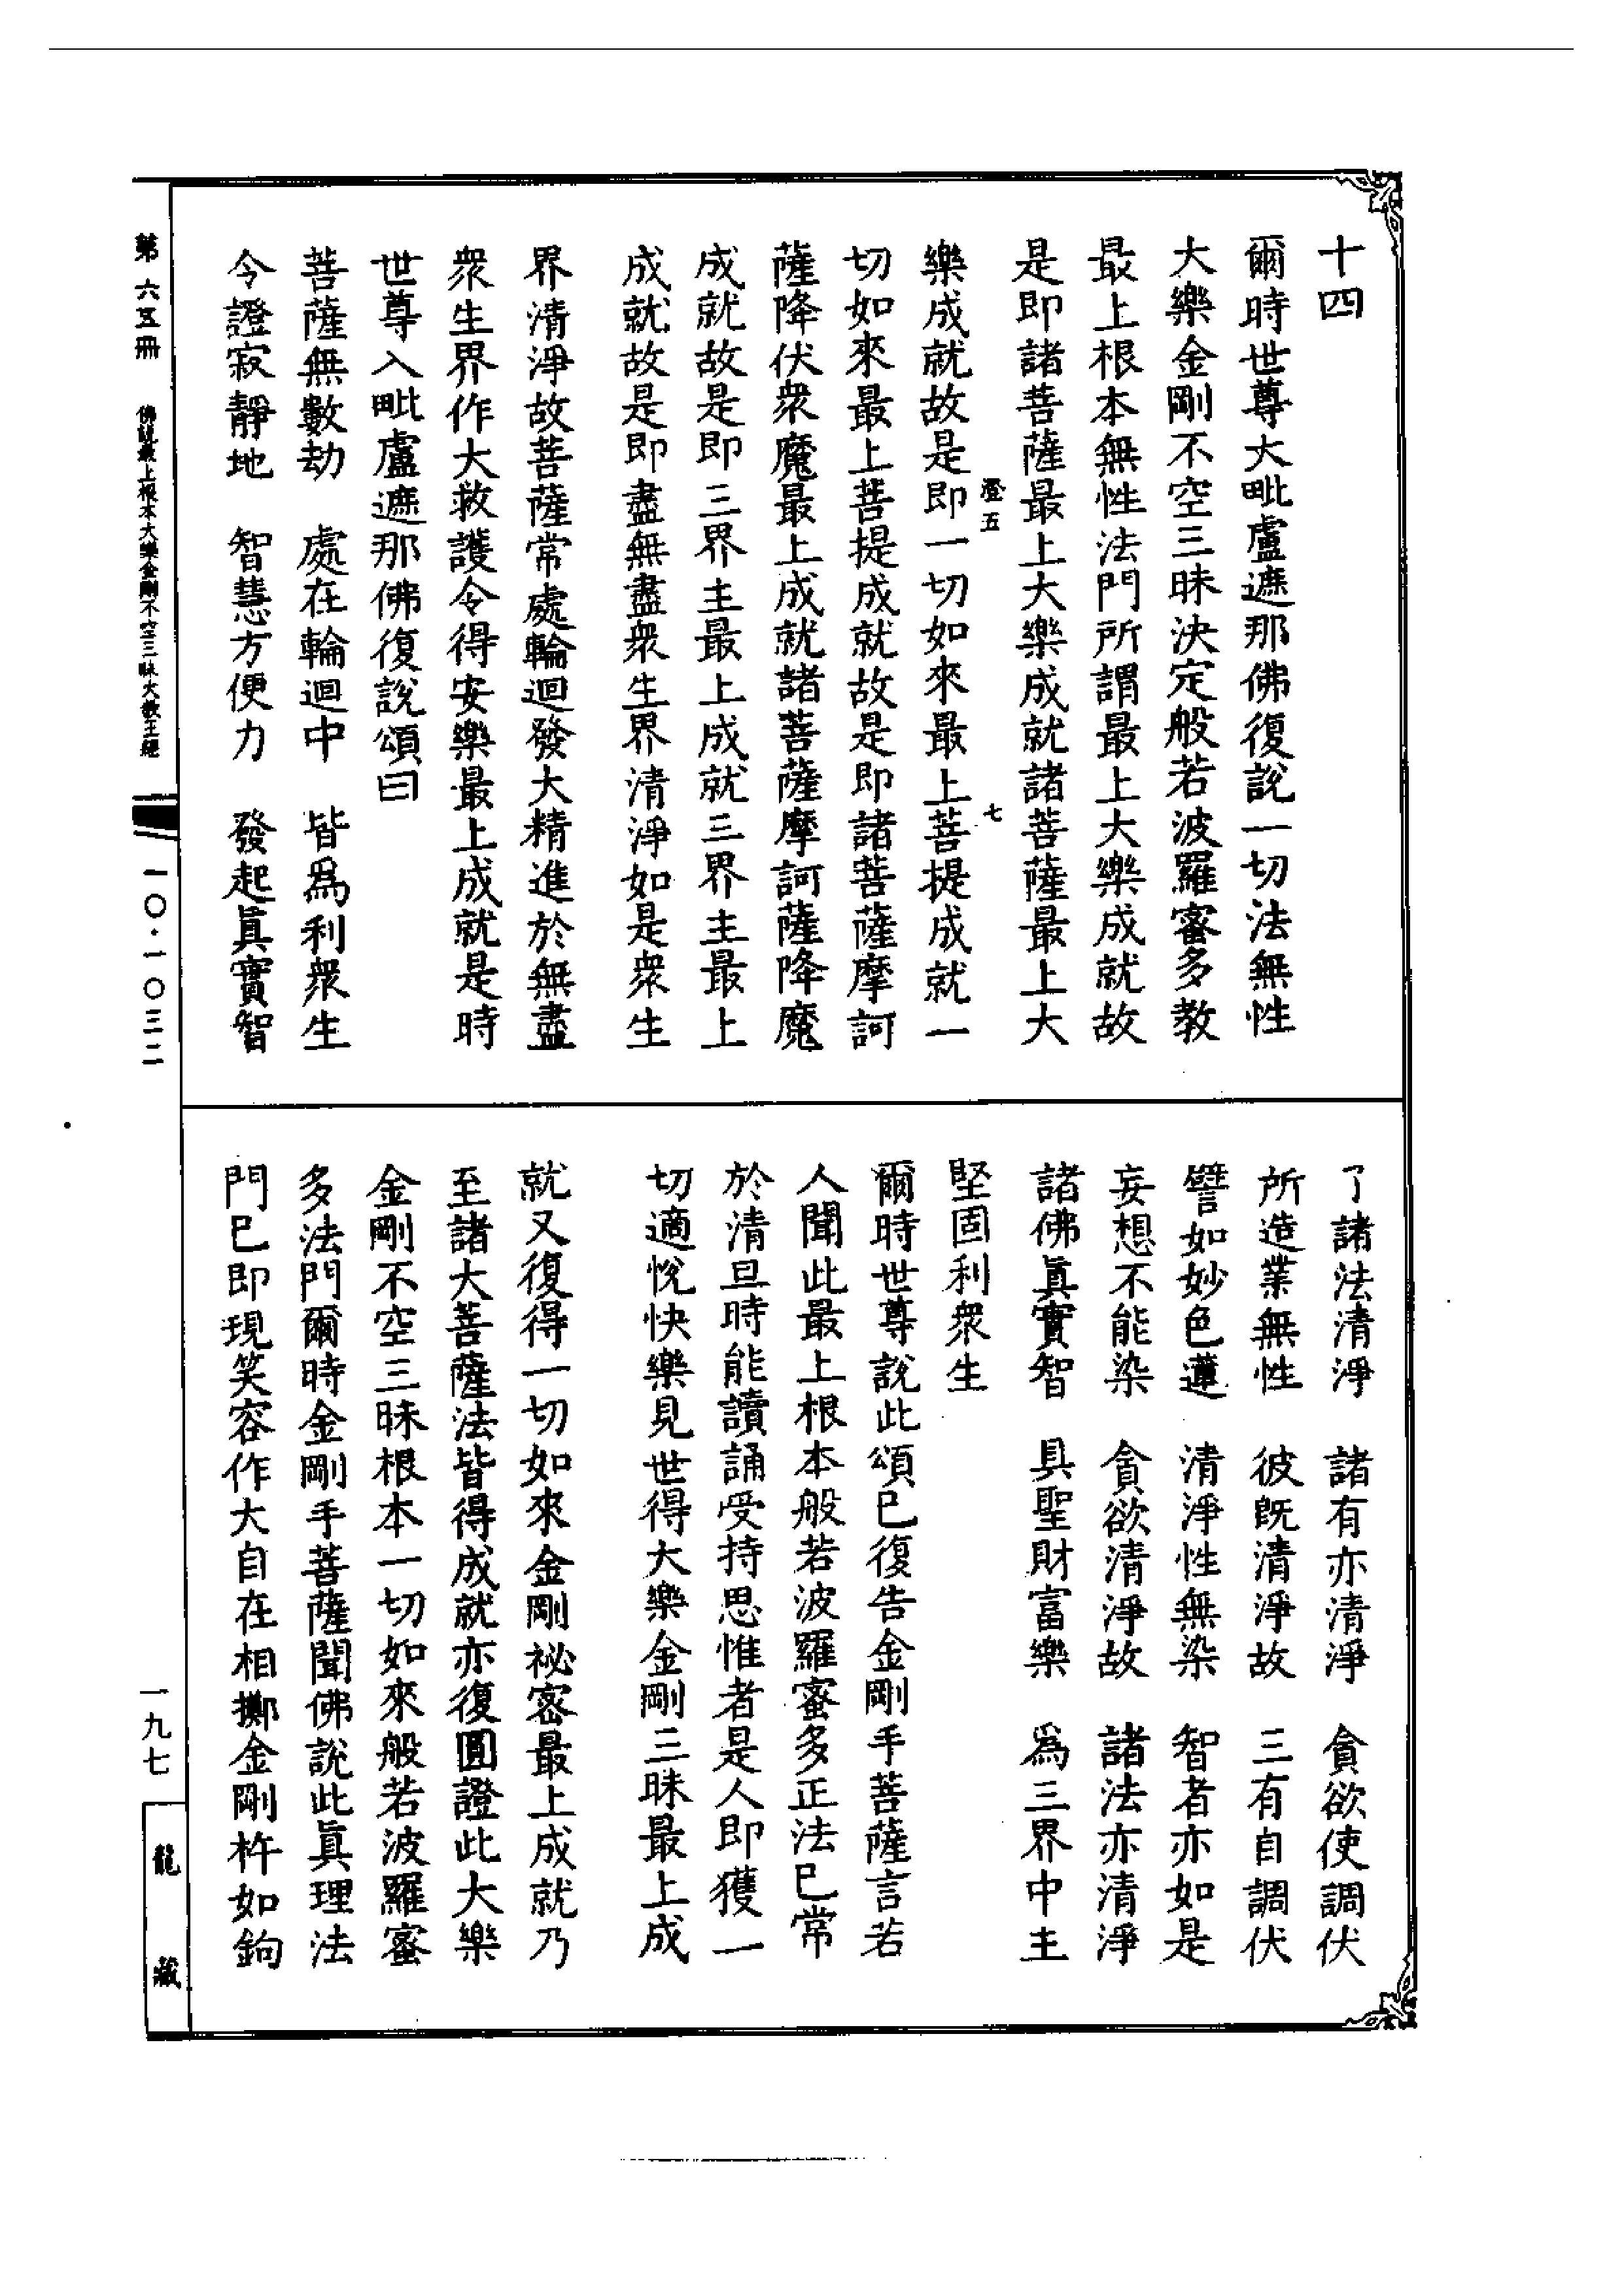 十四
爾時世尊大毗盧遮那佛復說一切法無性
大樂金剛不空三昧決定般若波羅蜜多教
最上根本無性法門所謂最上大樂成就故
是即諸菩薩最上大樂成就諸菩薩最上大
澄五 七
樂成就故是即一切如來最上菩提成就一
切如來最上菩提成就故是即諸菩薩摩訶
薩降伏衆魔最上成就諸菩薩摩訶薩降魔
成就故是即三界主最上成就三界主最上
成就故是即盡無盡衆生界清淨如是衆生
界清淨故菩薩常處輪迴發大精進於無盡
衆生界作大救護令得安樂最上成就是時
世尊入毗盧遮那佛復說頌曰
菩薩無數劫 處在輪迴中 皆爲利衆生
令證寂靜地 智慧方便力 發起眞實智
了諸法清淨 諸有亦清淨 貪欲使調伏
所造業無性 彼旣清淨故 三有自調伏
譬如妙色蓮 清淨性無染 智者亦如是
妄想不能染 貪欲清淨故 諸法亦清淨
諸佛眞實智 具聖財富樂 爲三界中主
堅固利衆生
爾時世尊說此頌已復告金剛手菩薩言若
人聞此最上根本般若波羅蜜多正法已常
於清旦時能讀誦受持思惟者是人即獲一
切適悅快樂見世得大樂金剛三昧最上成
就又復得一切如來金剛祕密最上成就乃
至諸大菩薩法皆得成就亦復圓證此大樂
金剛不空三昧根本一切如來般若波羅蜜
多法門爾時金剛手菩薩聞佛說此眞理法
門已即現笑容作大自在相擲金剛杵如鉤
第六五冊 佛說最上根本大樂金剛不空三昧大教王經 一〇·一〇三二
一九七
龍藏